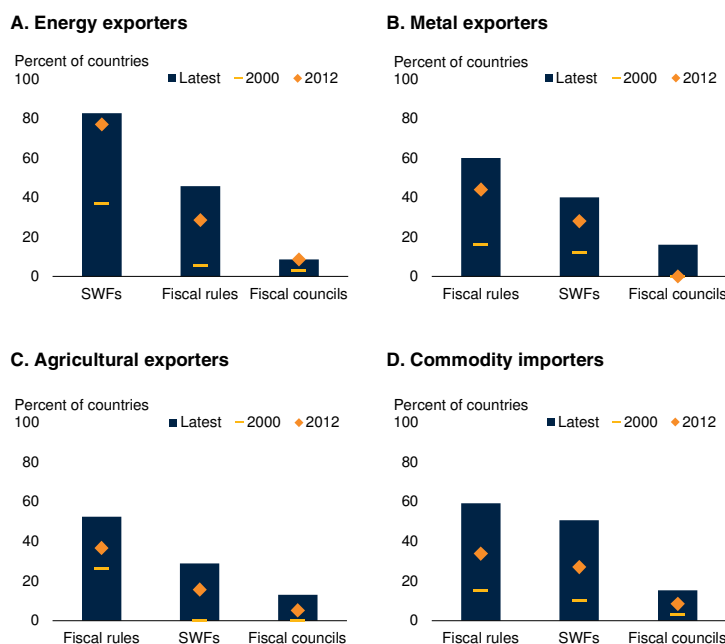 A. Energy exporters
Percent of countries
Latest 2000 2012
100
80
60
40
20
0
SWFs Fiscal rules Fiscal councils
B. Metal exporters
Percent of countries
Latest 2000 2012
100
80
60
40
20
0
Fiscal rules SWFs Fiscal councils
C. Agricultural exporters
Percent of countries
Latest 2000 2012
100
80
60
40
20
0
Fiscal rules SWFs Fiscal councils
D. Commodity importers
Percent of countries
Latest 2000 2012
100
80
60
40
20
0
Fiscal rules SWFs Fiscal councils